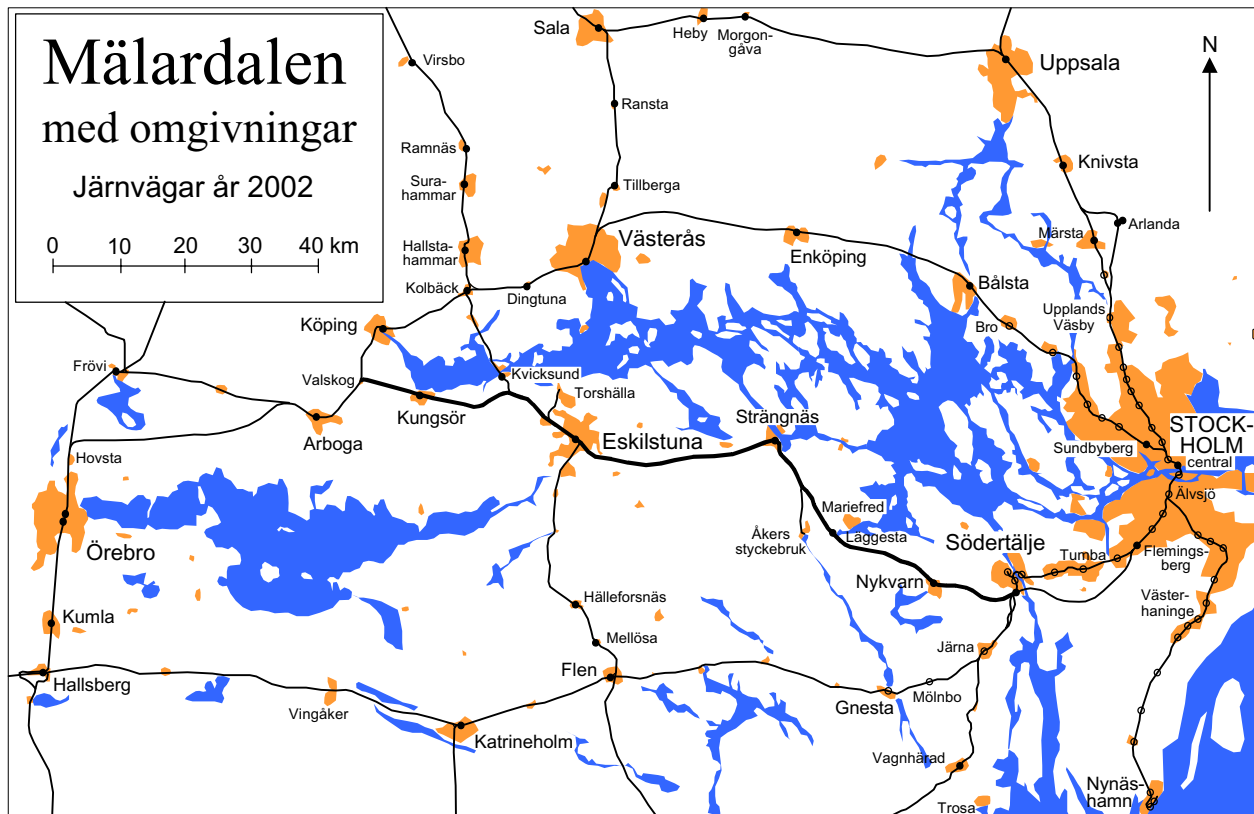 Mälardalen
med omgivningar
Järnvägar år 2002
0 10 20 30 40 km
N
Sala
Heby
Morgon-
gåva
Virsbo
Uppsala
Ransta
Ramnäs
Sura-
hammar
Tillberga
Knivsta
Arlanda
Märsta
Hallsta-
hammar
Västerås
Enköping
Kolbäck
Dingtuna
Bålsta
Upplands
Väsby
Bro
Köping
Frövi
Valskog
Kvicksund
Torshälla
Kungsör
Arboga
Eskilstuna
Strängnäs
STOCK-
HOLM
central
Sundbyberg
Hovsta
Älvsjö
Mariefred
Åkers
styckebruk
Läggesta
Södertälje
Tumba
Flemings-
berg
Örebro
Nykvarn
Väster-
haninge
Hälleforsnäs
Kumla
Mellösa
Järna
Flen
Hallsberg
Vingåker
Gnesta
Mölnbo
Katrineholm
Vagnhärad
Trosa
Nynäs-
hamn